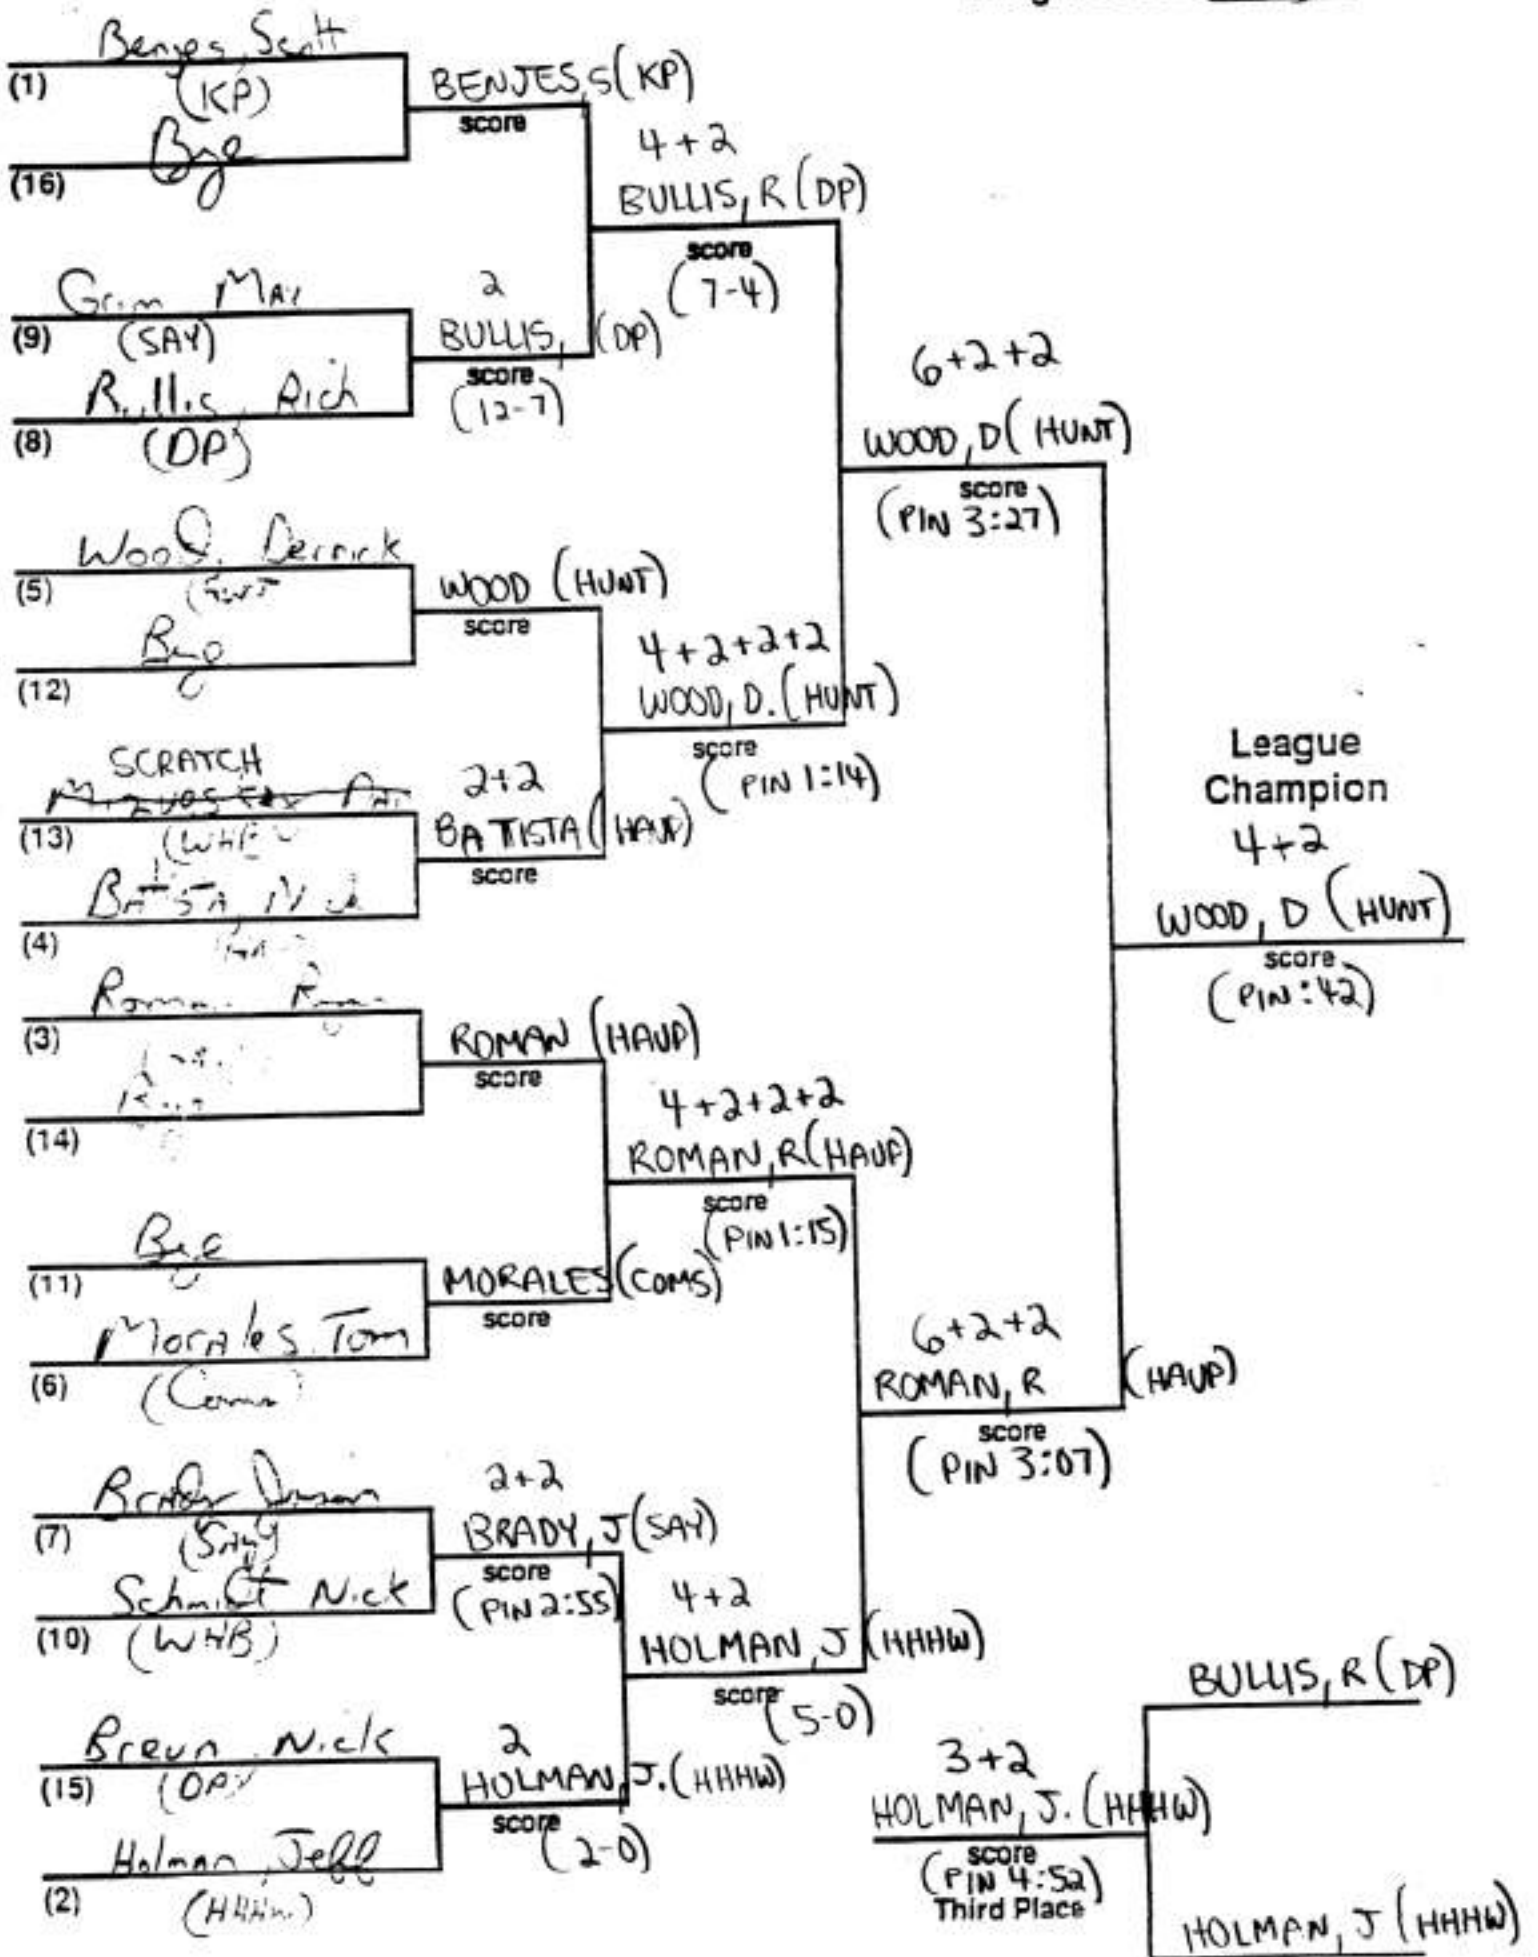 Benjes, Scott
(1)
(KP)
BENJES, S (KP)
score
Bye
(16)
4+2
BULLIS, R (DP)
score
(7-4)
Grim
(9)
(SAY)
2
BULLIS, (DP)
score
(12-7)
Bullis, Rich
(8)
(DP)
6+2+2
WOOD, D (HUNT)
score
(PIN 3:27)
Wood, Derrick
(5)
WOOD (HUNT)
score
Bye
(12)
4+2+2+2
WOOD, D. (HUNT)
score
(PIN 1:14)
SCRATCH
(13)
(WHB)
2+2
BATISTA (HAUP)
score
(4)
League
Champion
4+2
WOOD, D (HUNT)
score
(PIN :42)
Roman
(3)
ROMAN (HAUP)
score
(14)
4+2+2+2
ROMAN, R (HAUP)
score
(PIN 1:15)
Bye
(11)
MORALES (COMS)
score
Morales, Tom
(6)
6+2+2
ROMAN, R (HAUP)
score
(PIN 3:07)
Brady
(7)
(SAY)
2+2
BRADY, J (SAY)
score
(PIN 2:55)
Schmidt Nick
(10)
(WHB)
4+2
HOLMAN, J (HHHW)
score
(5-0)
Nick
(15)
(DP)
2
HOLMAN, J. (HHHW)
score
(2-0)
Holman, Jeff
(2)
(HHHW)
BULLIS, R (DP)
3+2
HOLMAN, J. (HHHW)
score
(PIN 4:52)
Third Place
HOLMAN, J (HHHW)